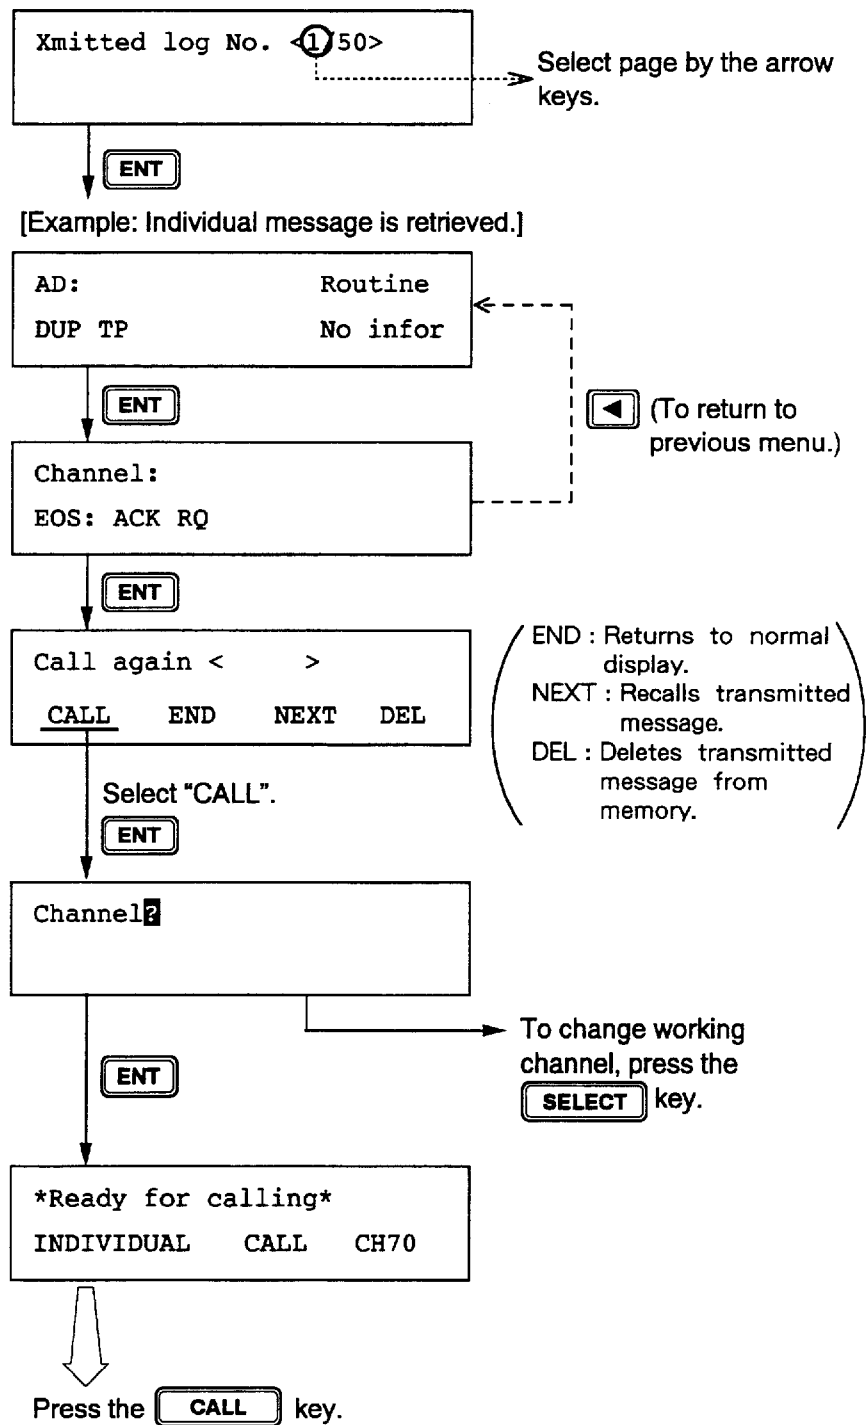 Xmitted log No. <1/50>
Select page by the arrow
keys.
ENT
[Example: Individual message is retrieved.]
AD: Routine
DUP TP No infor
ENT
◄ (To return to
previous menu.)
Channel:
EOS: ACK RQ
ENT
Call again < >
CALL END NEXT DEL
END : Returns to normal
display.
NEXT : Recalls transmitted
message.
DEL : Deletes transmitted
message from
memory.
Select "CALL".
ENT
Channel?
To change working
channel, press the
SELECT key.
ENT
*Ready for calling*
INDIVIDUAL CALL CH70
Press the CALL key.